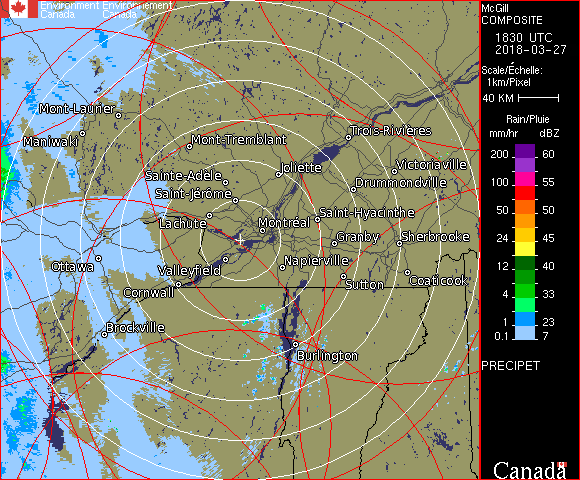 Environment Environnement
Canada Canada
McGill
COMPOSITE
1830 UTC
2018-03-27
Scale/Échelle:
1km/Pixel
40 KM
Rain/Pluie
mm/hr dBZ
200 60
100 55
50 50
24 45
12 40
4 33
1 23
0.1 7
PRECIPET
Canada
Mont-Laurier
Maniwaki
Mont-Tremblant
Trois-Rivières
Joliette
Victoriaville
Sainte-Adèle
Drummondville
Saint-Jérôme
Lachute
Saint-Hyacinthe
Montréal
Granby
Sherbrooke
Ottawa
Valleyfield
Napierville
Cornwall
Sutton
Coaticook
Brockville
Burlington